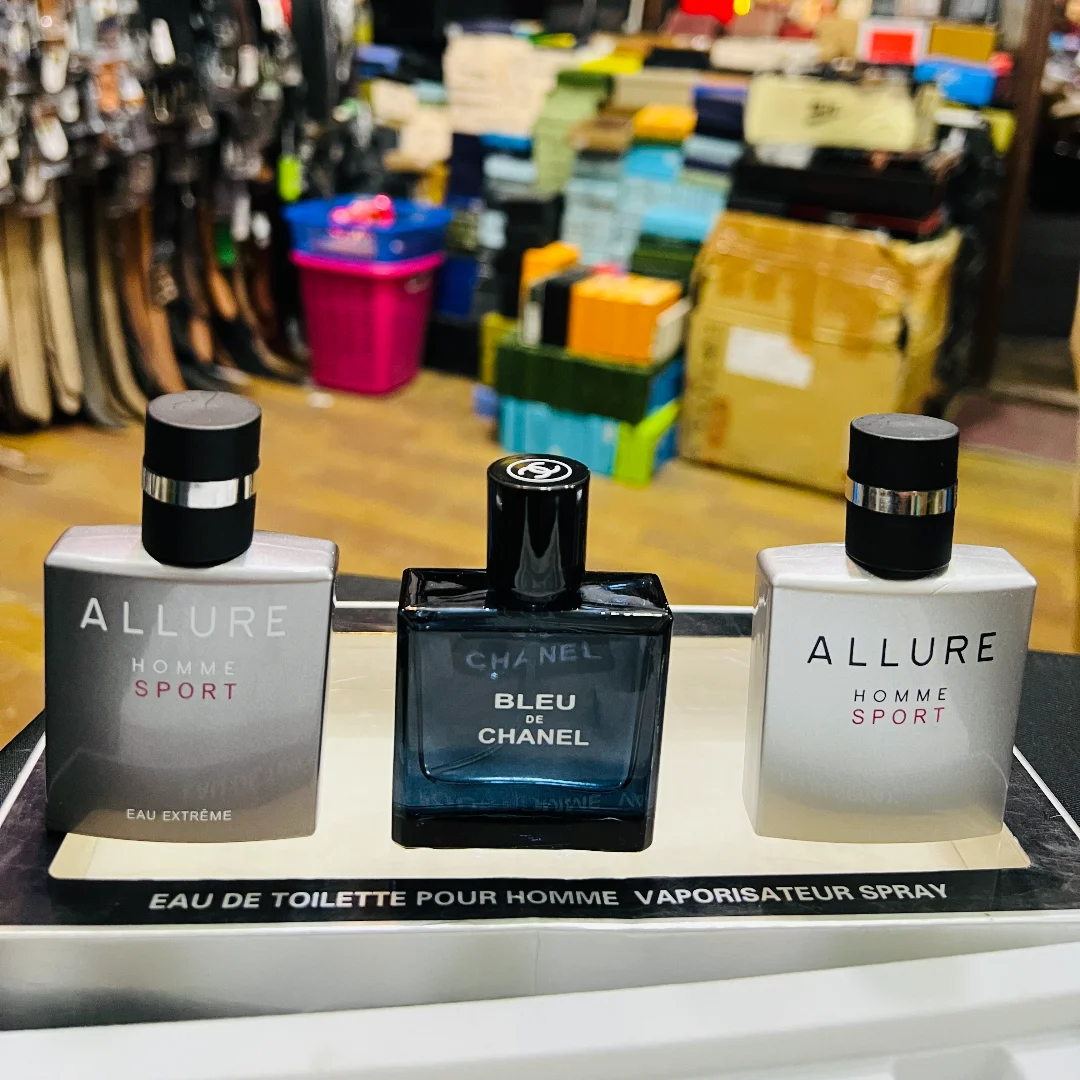 ALLURE
HOMME
SPORT
EAU EXTRÊME
CHANEL
BLEU
DE
CHANEL
ALLURE
HOMME
SPORT
EAU DE TOILETTE POUR HOMME VAPORISATEUR SPRAY